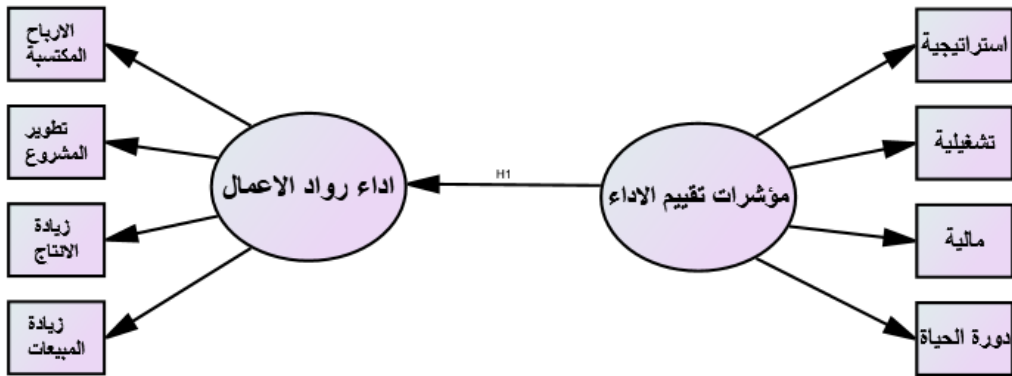 استراتيجية
تشغيلية
مالية
دورة الحياة
مؤشرات تقييم الاداء
H1
اداء رواد الاعمال
الارباح
المكتسبة
تطوير
المشروع
زيادة
الانتاج
زيادة
المبيعات